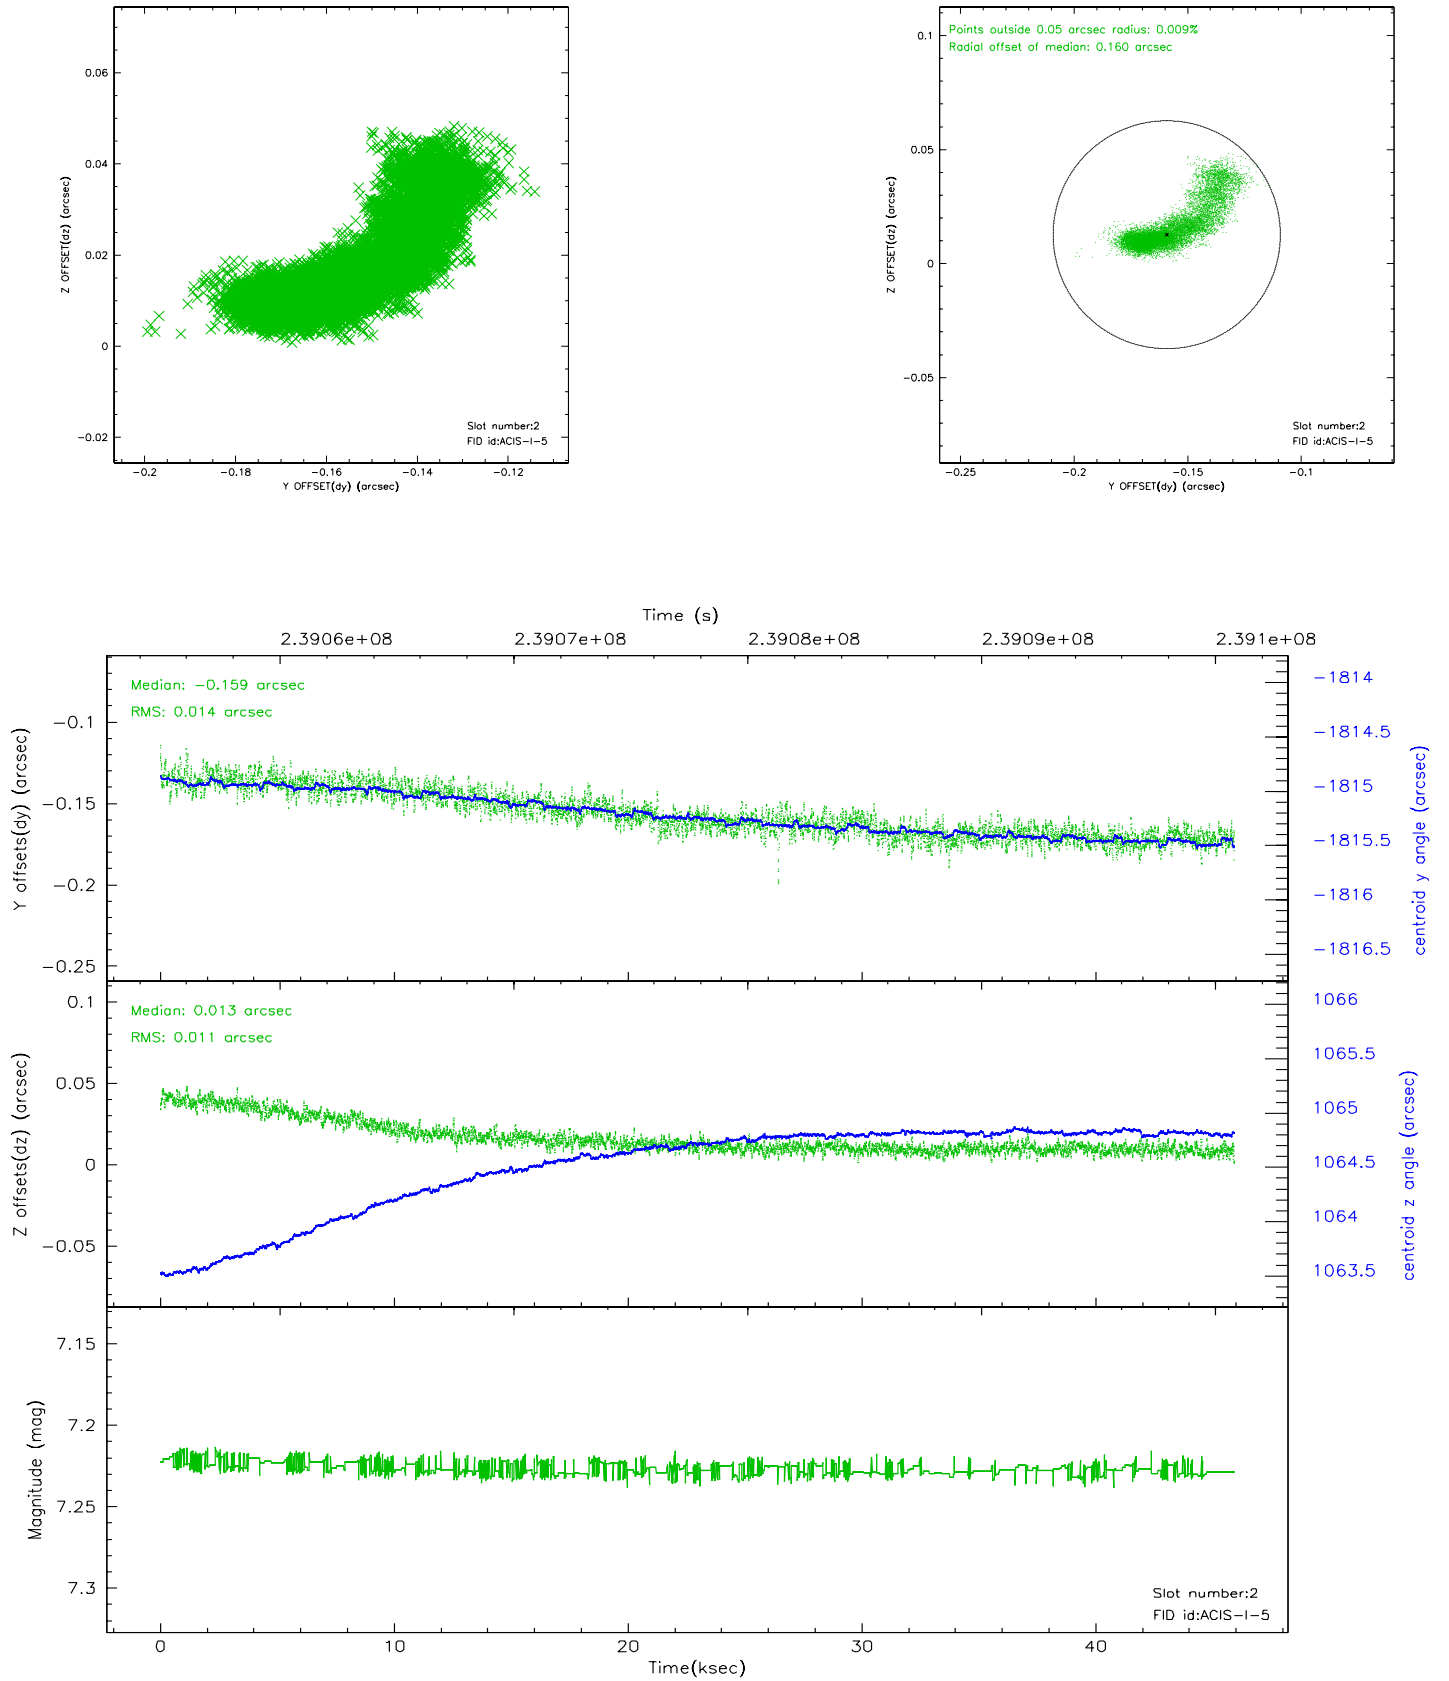 0.06
0.04
0.02
0
−0.02
Z OFFSET(dz) (arcsec)
−0.2 −0.18 −0.16 −0.14 −0.12
Y OFFSET(dy) (arcsec)
Slot number:2
FID id:ACIS−I−5
Points outside 0.05 arcsec radius: 0.009%
Radial offset of median: 0.160 arcsec
0.1
0.05
0
−0.05
Z OFFSET(dz) (arcsec)
−0.25 −0.2 −0.15 −0.1
Y OFFSET(dy) (arcsec)
Slot number:2
FID id:ACIS−I−5
Time (s)
2.3906e+08 2.3907e+08 2.3908e+08 2.3909e+08 2.391e+08
Median: −0.159 arcsec
RMS: 0.014 arcsec
−0.1
−0.15
−0.2
−0.25
Y offsets(dy) (arcsec)
−1814
−1814.5
−1815
−1815.5
−1816
−1816.5
centroid y angle (arcsec)
Median: 0.013 arcsec
RMS: 0.011 arcsec
0.1
0.05
0
−0.05
Z offsets(dz) (arcsec)
1066
1065.5
1065
1064.5
1064
1063.5
centroid z angle (arcsec)
7.15
7.2
7.25
7.3
Magnitude (mag)
Slot number:2
FID id:ACIS−I−5
0 10 20 30 40
Time(ksec)